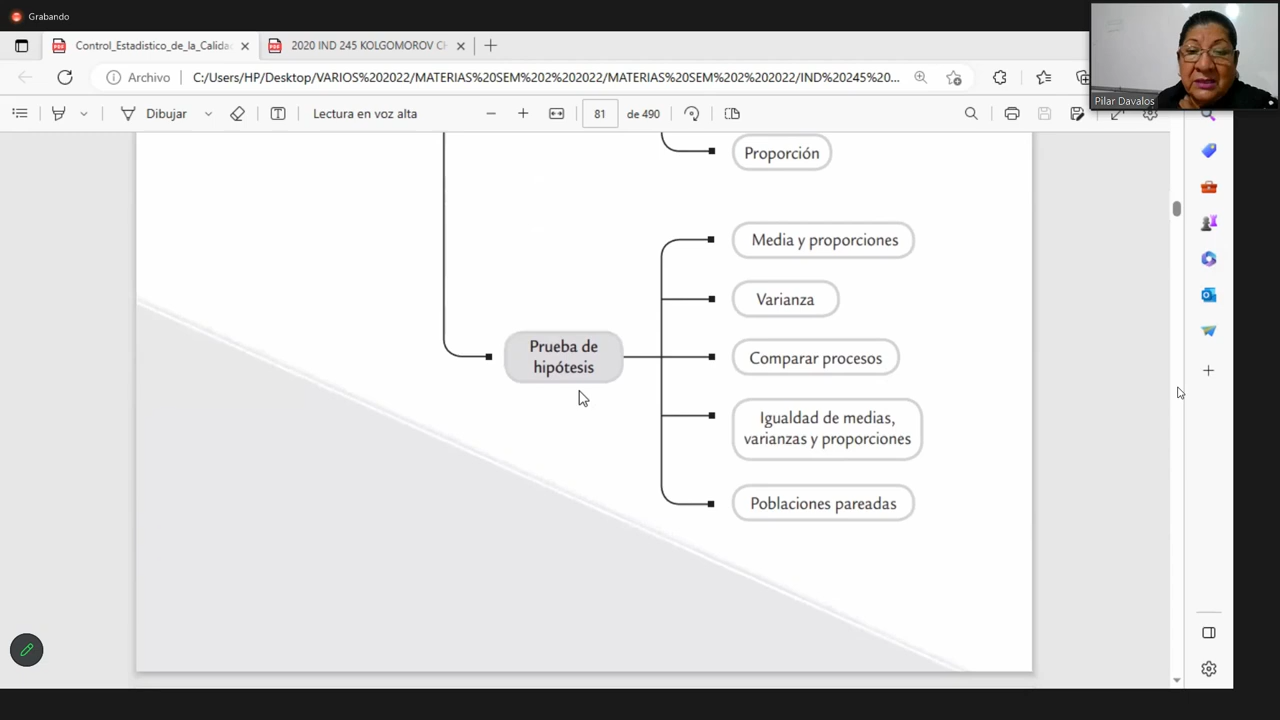 Grabando
Control_Estadistico_de_la_Calida
2020 IND 245 KOLGOMOROV C
Archivo
C:/Users/HP/Desktop/VARIOS%202022/MATERIAS%20SEM%202%202022/MATERIAS%20SEM%202%202022/IND%20245%20...
Pilar Davalos
Dibujar
Lectura en voz alta
81
de 490
Proporción
Media y proporciones
Varianza
Prueba de
hipótesis
Comparar procesos
Igualdad de medias,
varianzas y proporciones
Poblaciones pareadas